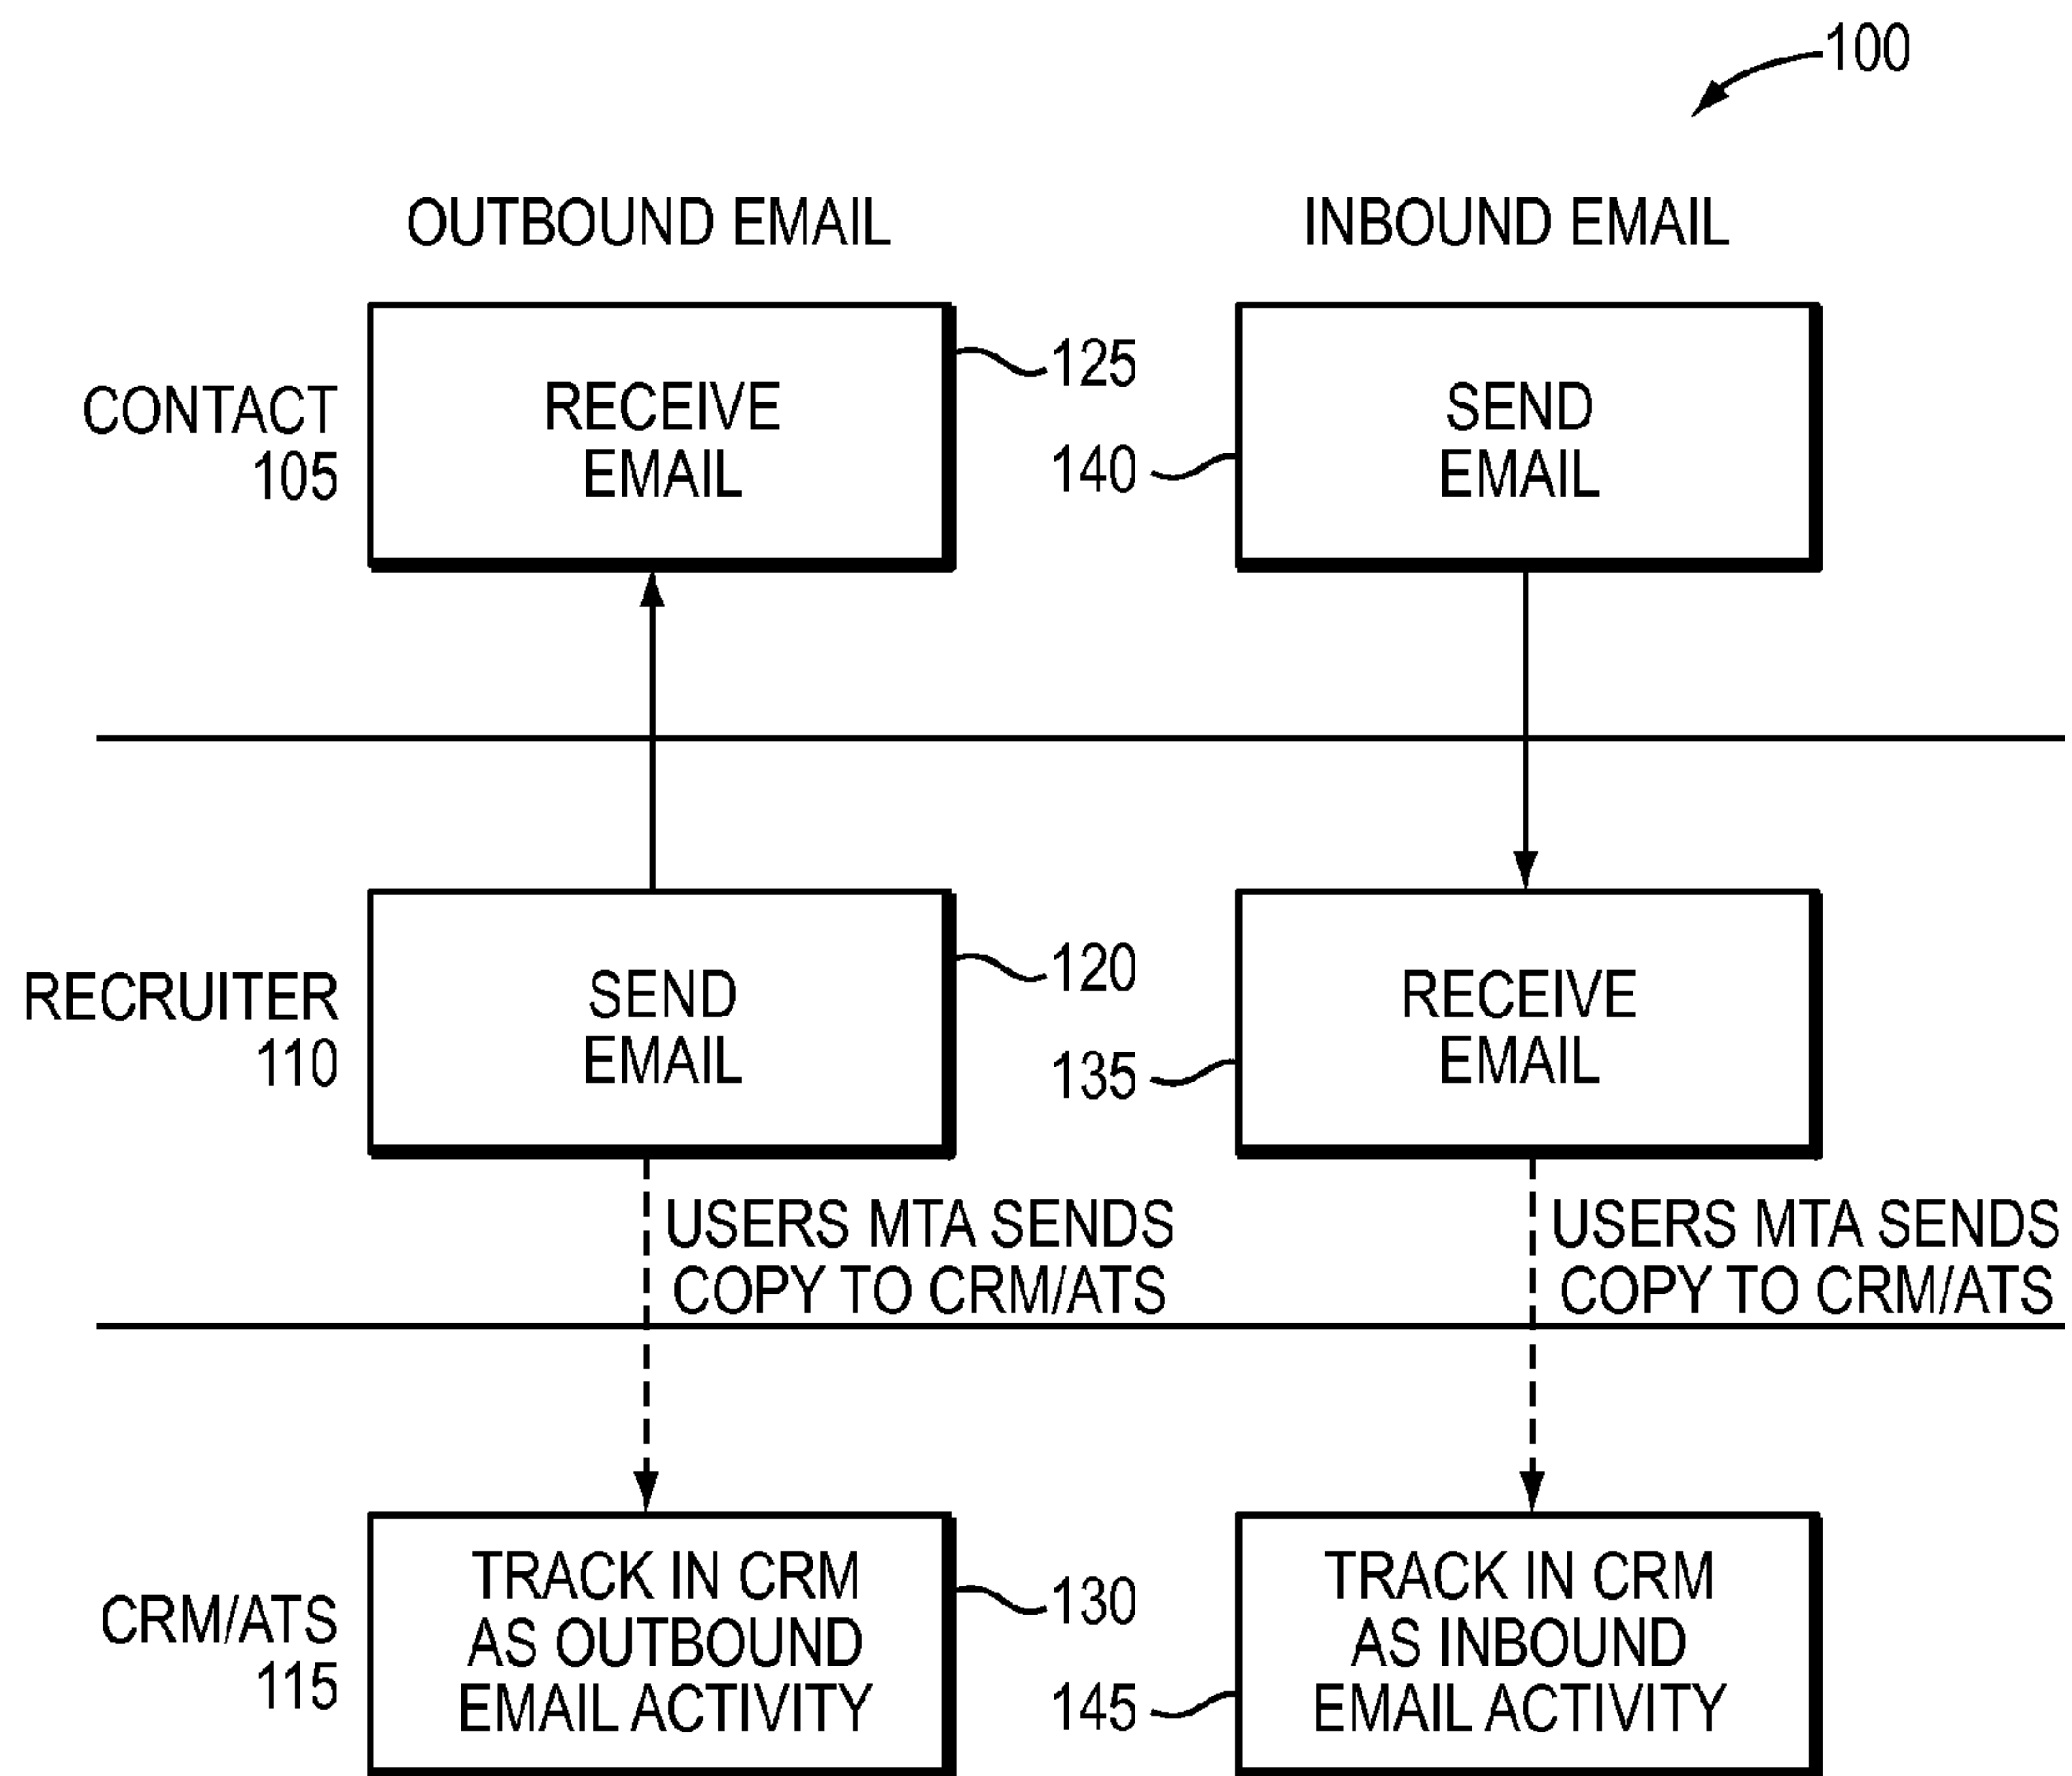 100
OUTBOUND EMAIL
INBOUND EMAIL
CONTACT
105
RECEIVE
EMAIL
125
140
SEND
EMAIL
RECRUITER
110
SEND
EMAIL
120
135
RECEIVE
EMAIL
USERS MTA SENDS
COPY TO CRM/ATS
USERS MTA SENDS
COPY TO CRM/ATS
CRM/ATS
115
TRACK IN CRM
AS OUTBOUND
EMAIL ACTIVITY
130
145
TRACK IN CRM
AS INBOUND
EMAIL ACTIVITY